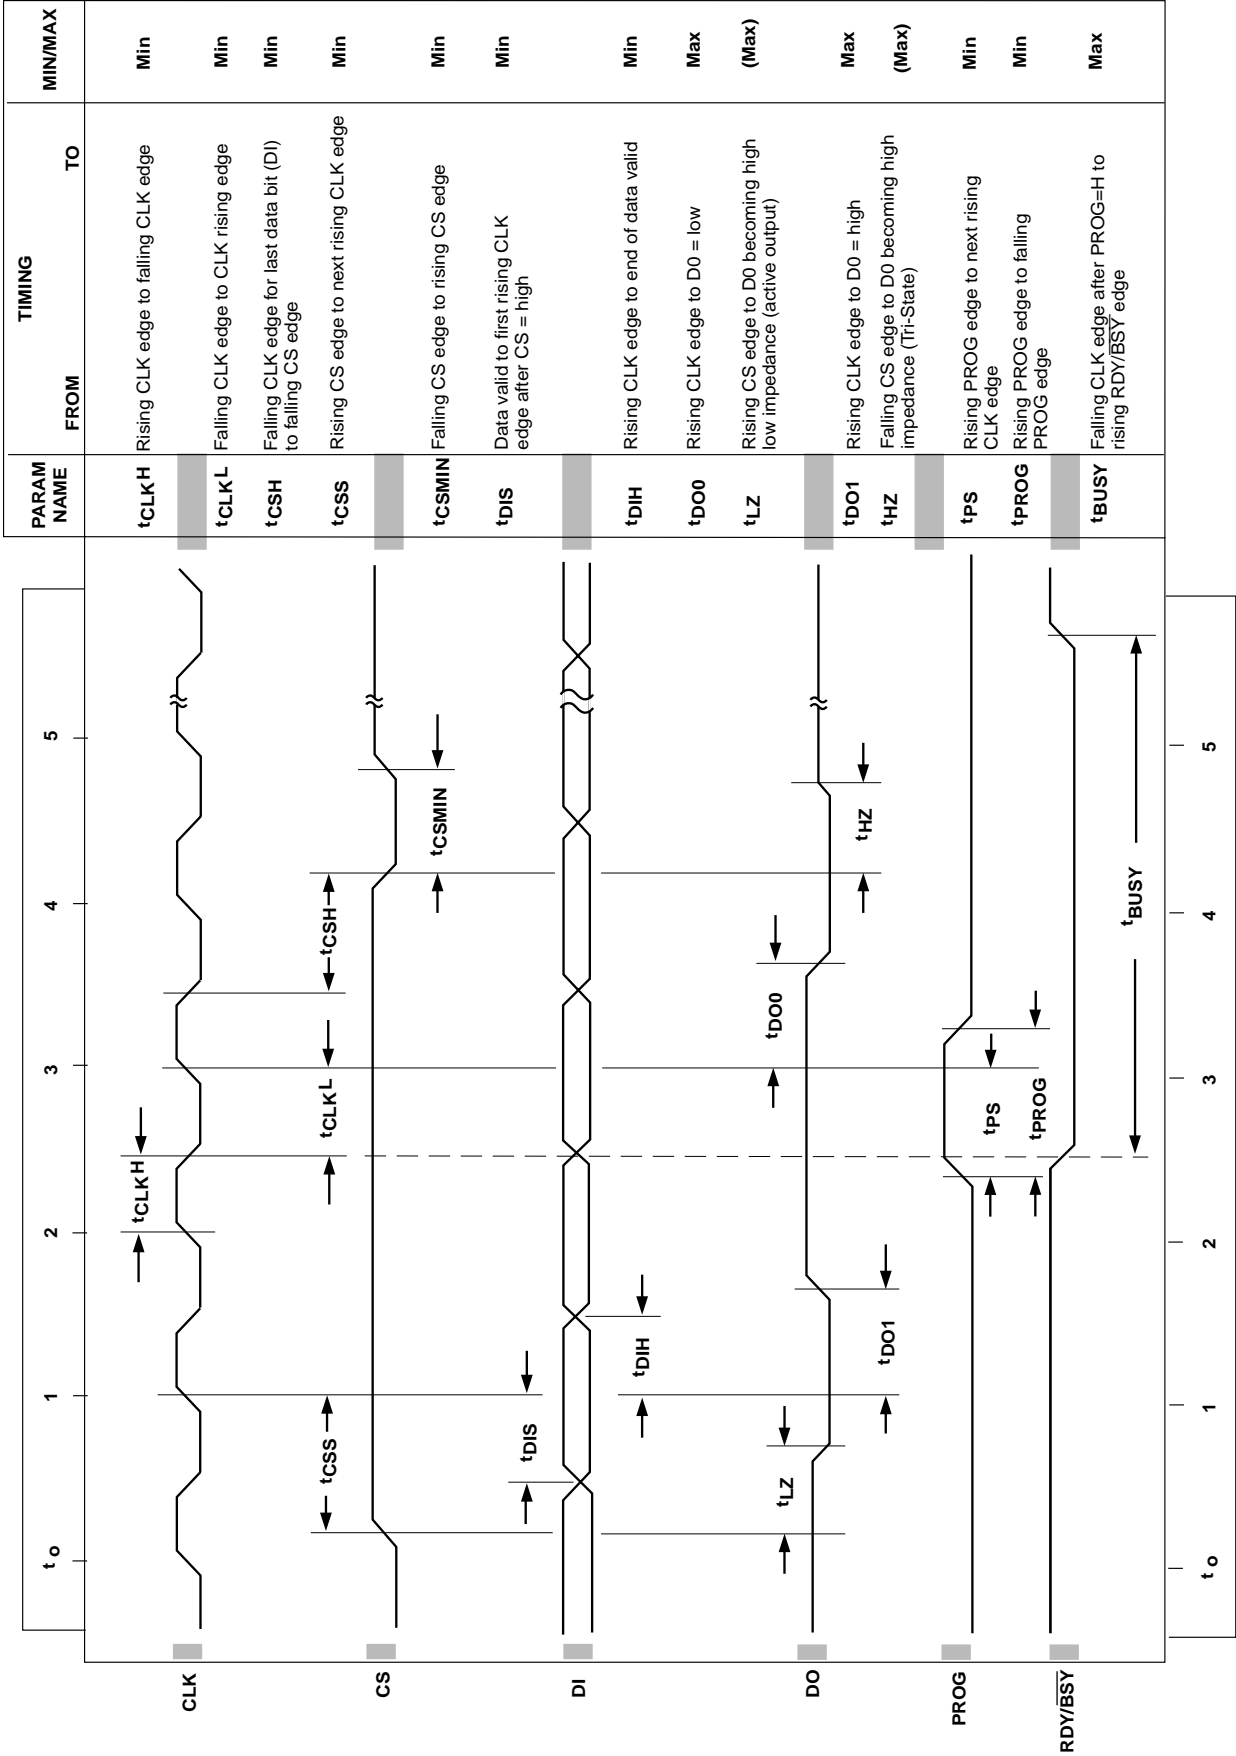 t o 1 2 3 4 5
PARAM NAME
FROM TIMING TO
MIN/MAX
CLK
tCLKH
tCLKH Rising CLK edge to falling CLK edge Min
tCLKL Falling CLK edge to CLK rising edge Min
tCSH Falling CLK edge for last data bit (DI)
to falling CS edge Min
tCSS tCLKL tCSH
tCSS Rising CS edge to next rising CLK edge Min
CS
tCSMIN
tCSMIN Falling CS edge to rising CS edge Min
tDIS
tDIS Data valid to first rising CLK
edge after CS = high Min
DI
tDIH
tDIH Rising CLK edge to end of data valid Min
tDO0 Rising CLK edge to D0 = low Max
tLZ tDO0
tLZ Rising CS edge to D0 becoming high
low impedance (active output) (Max)
DO
tHZ
tDO1 Rising CLK edge to D0 = high Max
tDO1
tHZ Falling CS edge to D0 becoming high
impedance (Tri-State) (Max)
PROG
tPS
tPS Rising PROG edge to next rising
CLK edge Min
tPROG
tPROG Rising PROG edge to falling
PROG edge Min
RDY/BSY
tBUSY
tBUSY Falling CLK edge after PROG=H to
rising RDY/BSY edge Max
t o 1 2 3 4 5